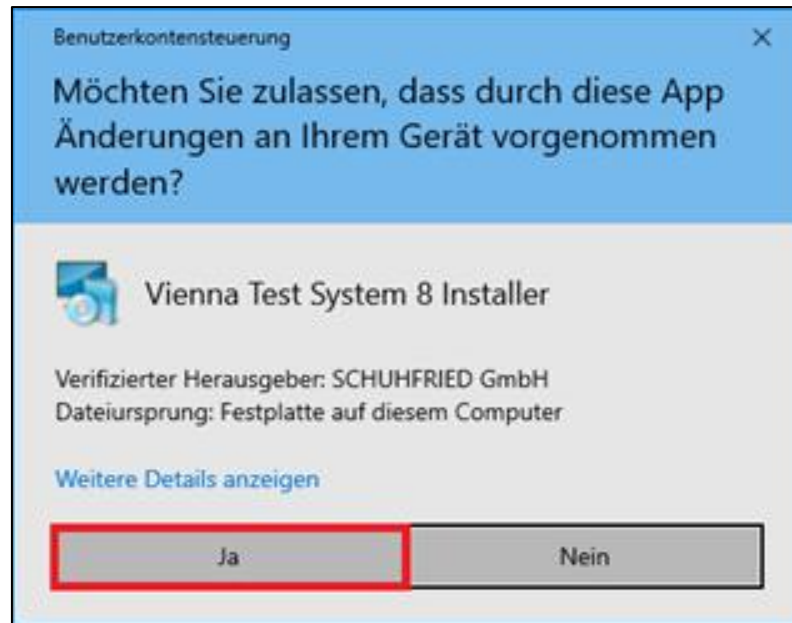 Benutzerkontensteuerung
Möchten Sie zulassen, dass durch diese App
Änderungen an Ihrem Gerät vorgenommen
werden?
Vienna Test System 8 Installer
Verifizierter Herausgeber: SCHUHFRIED GmbH
Dateiursprung: Festplatte auf diesem Computer
Weitere Details anzeigen
Ja
Nein